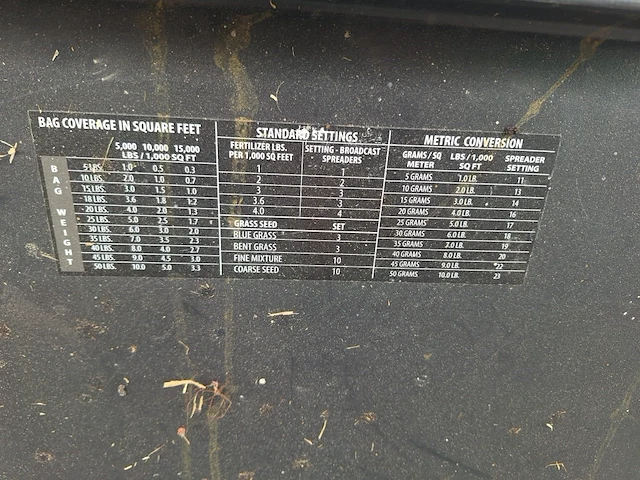 BAG COVERAGE IN SQUARE FEET
5,000 10,000 15,000
LBS / 1,000 SQ FT
BAG WEIGHT
5 LBS. 1.0 0.5 0.3
10 LBS. 2.0 1.0 0.7
15 LBS. 3.0 1.5 1.0
18 LBS. 3.6 1.8 1.2
20 LBS. 4.0 2.0 1.3
25 LBS. 5.0 2.5 1.7
30 LBS. 6.0 3.0 2.0
35 LBS. 7.0 3.5 2.3
40 LBS. 8.0 4.0 2.7
45 LBS. 9.0 4.5 3.0
50 LBS. 10.0 5.0 3.3
STANDARD SETTINGS
FERTILIZER LBS. PER 1,000 SQ FEET SETTING - BROADCAST SPREADERS
1 1
2 2
3 3
3.6 3
4.0 4
GRASS SEED SET
BLUE GRASS 3
BENT GRASS 3
FINE MIXTURE 10
COARSE SEED 10
METRIC CONVERSION
GRAMS / SQ METER LBS / 1,000 SQ FT SPREADER SETTING
5 GRAMS 1.0 LB. 11
10 GRAMS 2.0 LB. 13
15 GRAMS 3.0 LB. 14
20 GRAMS 4.0 LB. 16
25 GRAMS 5.0 LB. 17
30 GRAMS 6.0 LB. 18
35 GRAMS 7.0 LB. 19
40 GRAMS 8.0 LB. 20
45 GRAMS 9.0 LB. 22
50 GRAMS 10.0 LB. 23